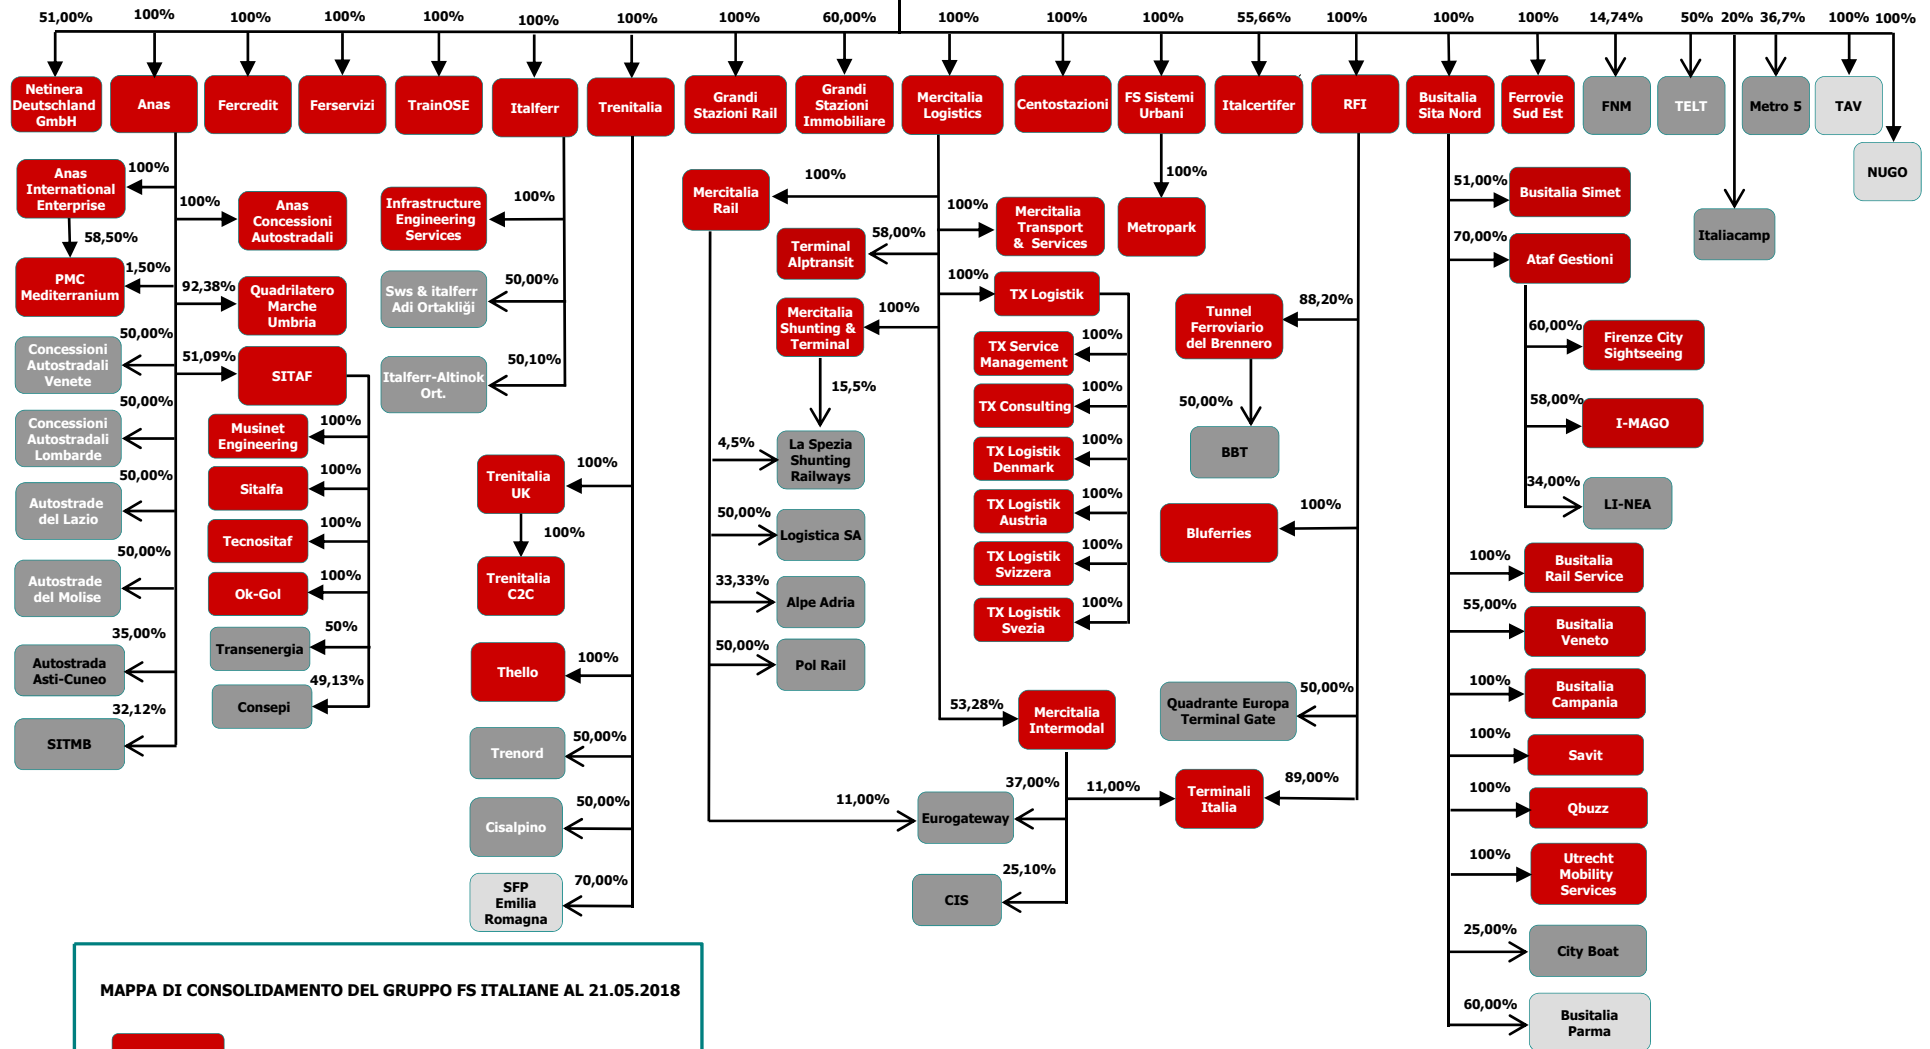 51,00%
100%
100%
100%
100%
100%
100%
100%
60,00%
100%
100%
100%
55,66%
100%
100%
100%
14,74%
50%
20%
36,7%
100%
100%
Netinera
Deutschland
GmbH
Anas
Fercredit
Ferservizi
TrainOSE
Italferr
Trenitalia
Grandi
Stazioni Rail
Grandi
Stazioni
Immobiliare
Mercitalia
Logistics
Centostazioni
FS Sistemi
Urbani
Italcertifer
RFI
Busitalia
Sita Nord
Ferrovie
Sud Est
FNM
TELT
Metro 5
TAV
NUGO
Italiacamp
Anas
International
Enterprise
100%
58,50%
PMC
Mediterranium
1,50%
50,00%
Concessioni
Autostradali
Venete
50,00%
Concessioni
Autostradali
Lombarde
50,00%
Autostrade
del Lazio
50,00%
Autostrade
del Molise
35,00%
Autostrada
Asti-Cuneo
32,12%
SITMB
100%
Anas
Concessioni
Autostradali
92,38%
Quadrilatero
Marche
Umbria
51,09%
SITAF
Musinet
Engineering
100%
Sitalfa
100%
Tecnositaf
100%
Ok-Gol
100%
Transenergia
50%
Consepi
49,13%
Infrastructure
Engineering
Services
100%
Sws & italferr
Adi Ortakliği
50,00%
Italferr-Altinok
Ort.
50,10%
Trenitalia
UK
100%
100%
Trenitalia
C2C
Thello
100%
Trenord
50,00%
Cisalpino
50,00%
SFP
Emilia
Romagna
70,00%
Mercitalia
Rail
100%
Terminal
Alptransit
58,00%
Mercitalia
Shunting &
Terminal
100%
15,5%
4,5%
La Spezia
Shunting
Railways
50,00%
Logistica SA
33,33%
Alpe Adria
50,00%
Pol Rail
11,00%
Eurogateway
37,00%
CIS
25,10%
100%
Mercitalia
Transport
& Services
100%
TX Logistik
TX Service
Management
100%
TX Consulting
100%
TX Logistik
Denmark
100%
TX Logistik
Austria
100%
TX Logistik
Svizzera
100%
TX Logistik
Svezia
100%
53,28%
Mercitalia
Intermodal
11,00%
Terminali
Italia
89,00%
100%
Metropark
Tunnel
Ferroviario
del Brennero
88,20%
50,00%
BBT
Bluferries
100%
Quadrante Europa
Terminal Gate
50,00%
51,00%
Busitalia Simet
70,00%
Ataf Gestioni
60,00%
Firenze City
Sightseeing
58,00%
I-MAGO
34,00%
LI-NEA
100%
Busitalia
Rail Service
55,00%
Busitalia
Veneto
100%
Busitalia
Campania
100%
Savit
100%
Qbuzz
100%
Utrecht
Mobility
Services
25,00%
City Boat
60,00%
Busitalia
Parma
MAPPA DI CONSOLIDAMENTO DEL GRUPPO FS ITALIANE AL 21.05.2018